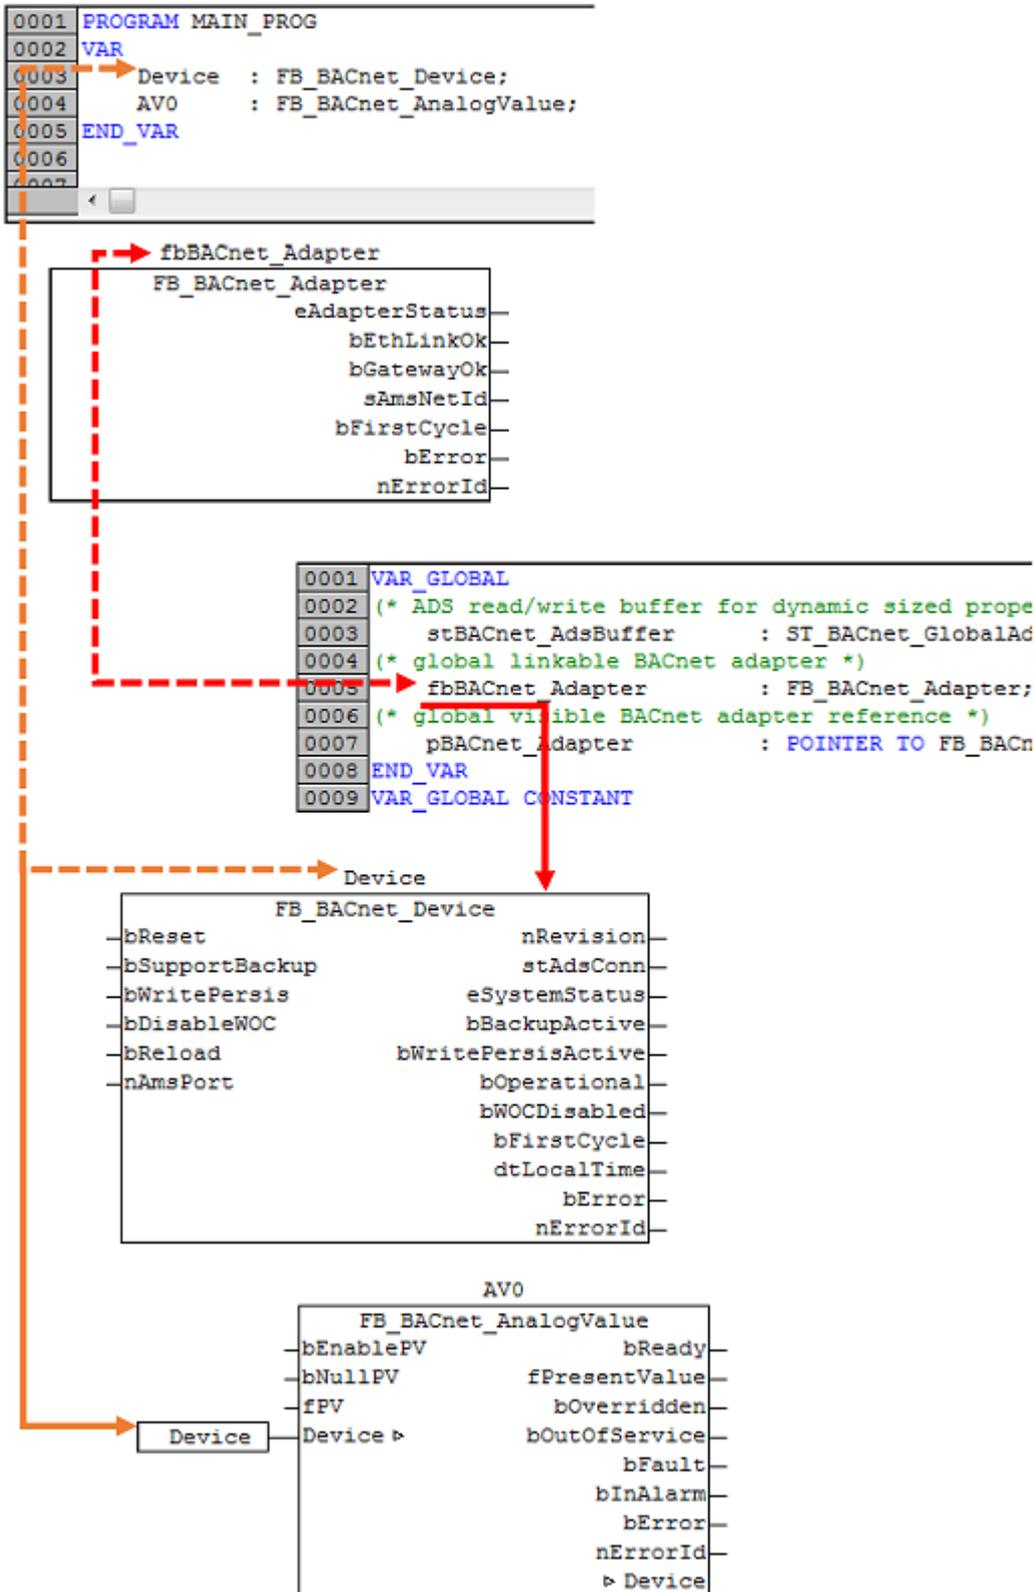 0001 PROGRAM MAIN_PROG
0002 VAR
0003 Device : FB_BACnet_Device;
0004 AV0 : FB_BACnet_AnalogValue;
0005 END_VAR
0006
0007
fbBACnet_Adapter
FB_BACnet_Adapter
eAdapterStatus
bEthLinkOk
bGatewayOk
sAmsNetId
bFirstCycle
bError
nErrorId
0001 VAR_GLOBAL
0002 (* ADS read/write buffer for dynamic sized prope
0003 stBACnet_AdsBuffer : ST_BACnet_GlobalAd
0004 (* global linkable BACnet adapter *)
0005 fbBACnet_Adapter : FB_BACnet_Adapter;
0006 (* global visible BACnet adapter reference *)
0007 pBACnet_Adapter : POINTER TO FB_BACn
0008 END_VAR
0009 VAR_GLOBAL CONSTANT
Device
FB_BACnet_Device
bReset nRevision
bSupportBackup stAdsConn
bWritePersis eSystemStatus
bDisableWOC bBackupActive
bReload bWritePersisActive
nAmsPort bOperational
bWOCDisabled
bFirstCycle
dtLocalTime
bError
nErrorId
AV0
FB_BACnet_AnalogValue
bEnablePV bReady
bNullPV fPresentValue
fPV bOverridden
Device Device ▹ bOutOfService
bFault
bInAlarm
bError
nErrorId
▹ Device